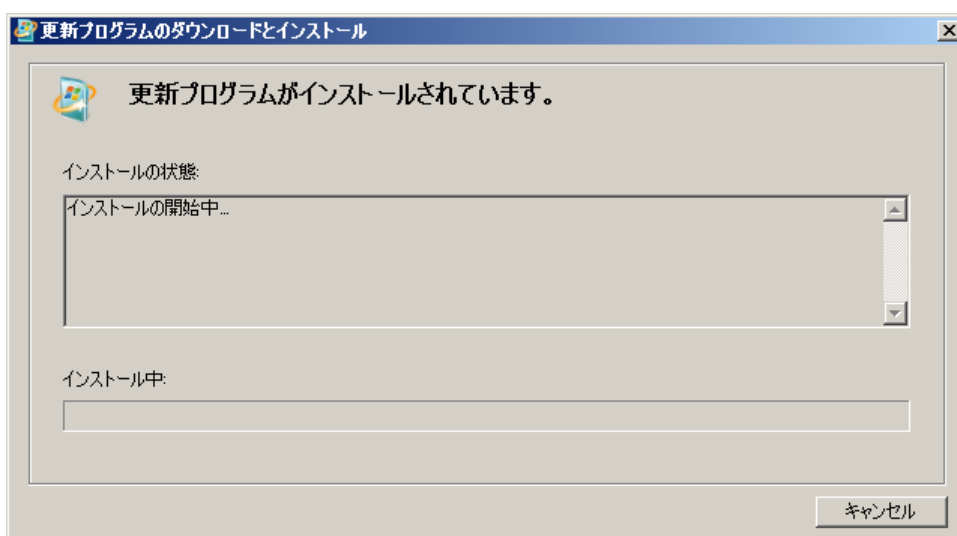 更新プログラムのダウンロードとインストール
更新プログラムがインストールされています。
インストールの状態:
インストールの開始中...
インストール中:
キャンセル